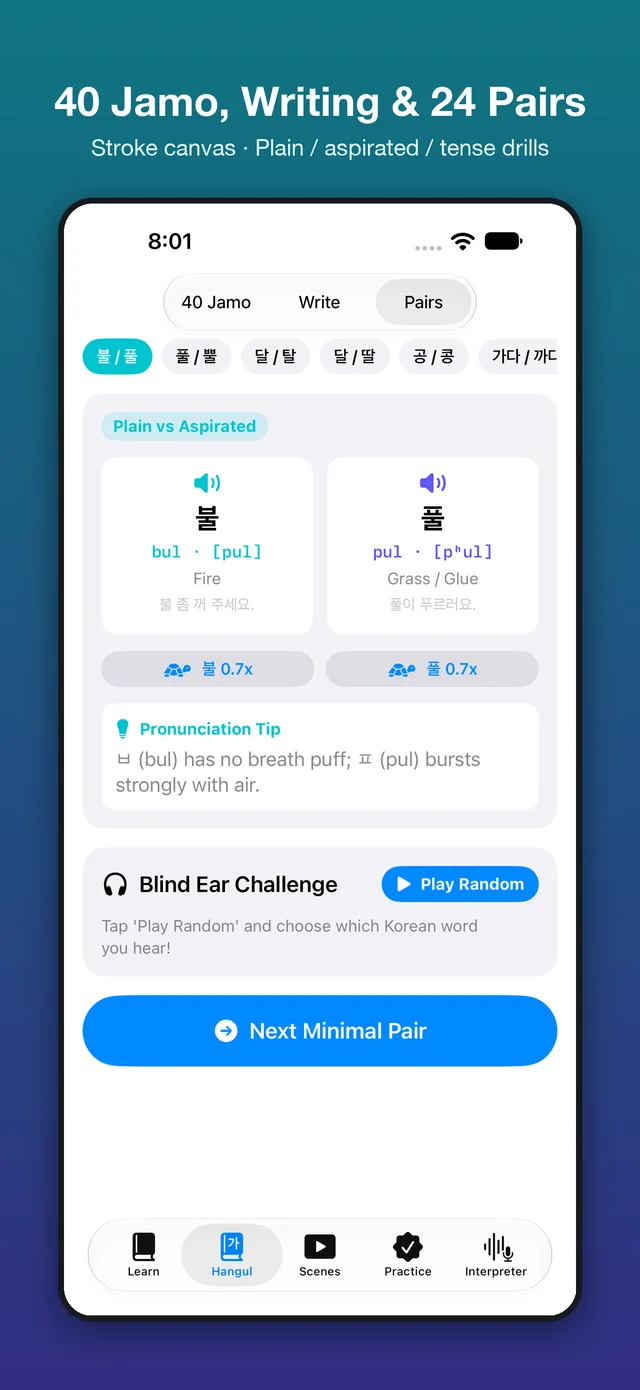 40 Jamo, Writing & 24 Pairs
Stroke canvas · Plain / aspirated / tense drills
8:01
40 Jamo Write Pairs
불 / 풀 풀 / 뿔 달 / 탈 달 / 딸 공 / 콩 가다 / 까다
Plain vs Aspirated
불 풀
bul · [pul] pul · [pʰul]
Fire Grass / Glue
불 좀 꺼 주세요. 풀이 푸르러요.
불 0.7x 풀 0.7x
Pronunciation Tip
ㅂ (bul) has no breath puff; ㅍ (pul) bursts
strongly with air.
Blind Ear Challenge Play Random
Tap 'Play Random' and choose which Korean word
you hear!
Next Minimal Pair
가
Learn Hangul Scenes Practice Interpreter